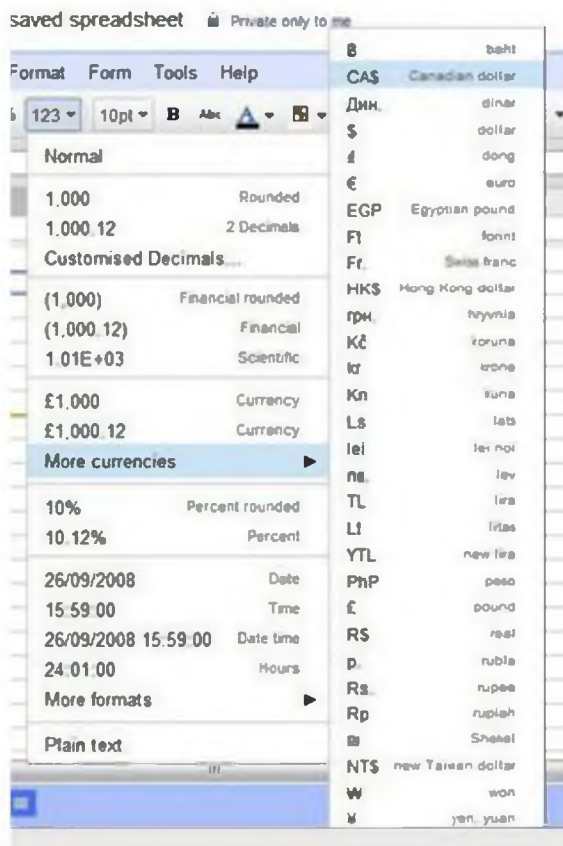 saved spreadsheet Private only to me
Format Form Tools Help
123 10pt B Abc A
Normal
1,000 Rounded
1,000.12 2 Decimals
Customised Decimals...
(1,000) Financial rounded
(1,000.12) Financial
1.01E+03 Scientific
£1,000 Currency
£1,000.12 Currency
More currencies
10% Percent rounded
10.12% Percent
26/09/2008 Date
15:59:00 Time
26/09/2008 15:59:00 Date time
24:01:00 Hours
More formats
Plain text
฿ baht
CA$ Canadian dollar
Дин. dinar
$ dollar
₫ dong
€ euro
EGP Egyptian pound
Ft forint
Fr. Swiss franc
HK$ Hong Kong dollar
грн. hryvnia
Kč koruna
kr krone
Kn kuna
Ls lats
lei lei noi
лв. lev
TL lira
Lt litas
YTL new lira
PhP peso
£ pound
R$ real
р. rubla
Rs. rupee
Rp rupiah
₪ Shekel
NT$ new Taiwan dollar
₩ won
¥ yen, yuan